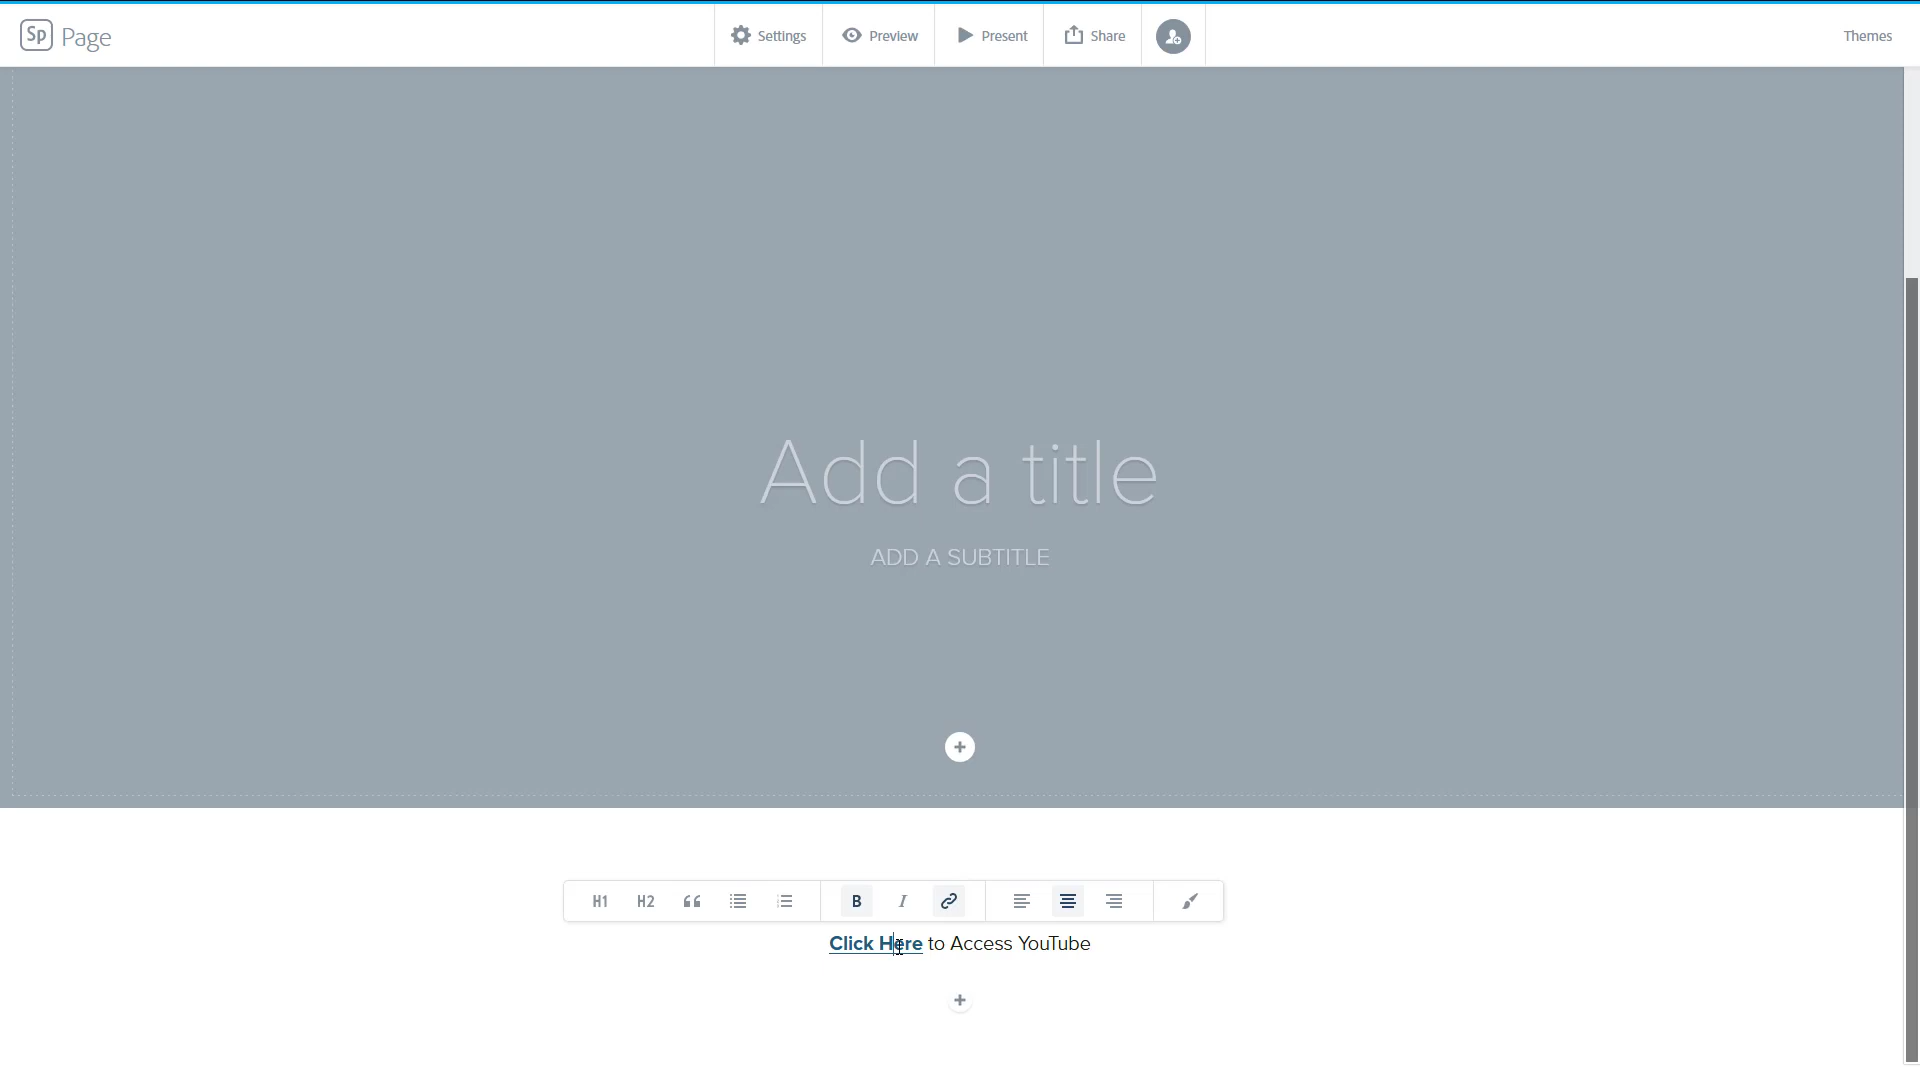 Sp Page
Settings
Preview
Present
Share
Themes
Add a title
ADD A SUBTITLE
H1 H2 B I
Click Here to Access YouTube